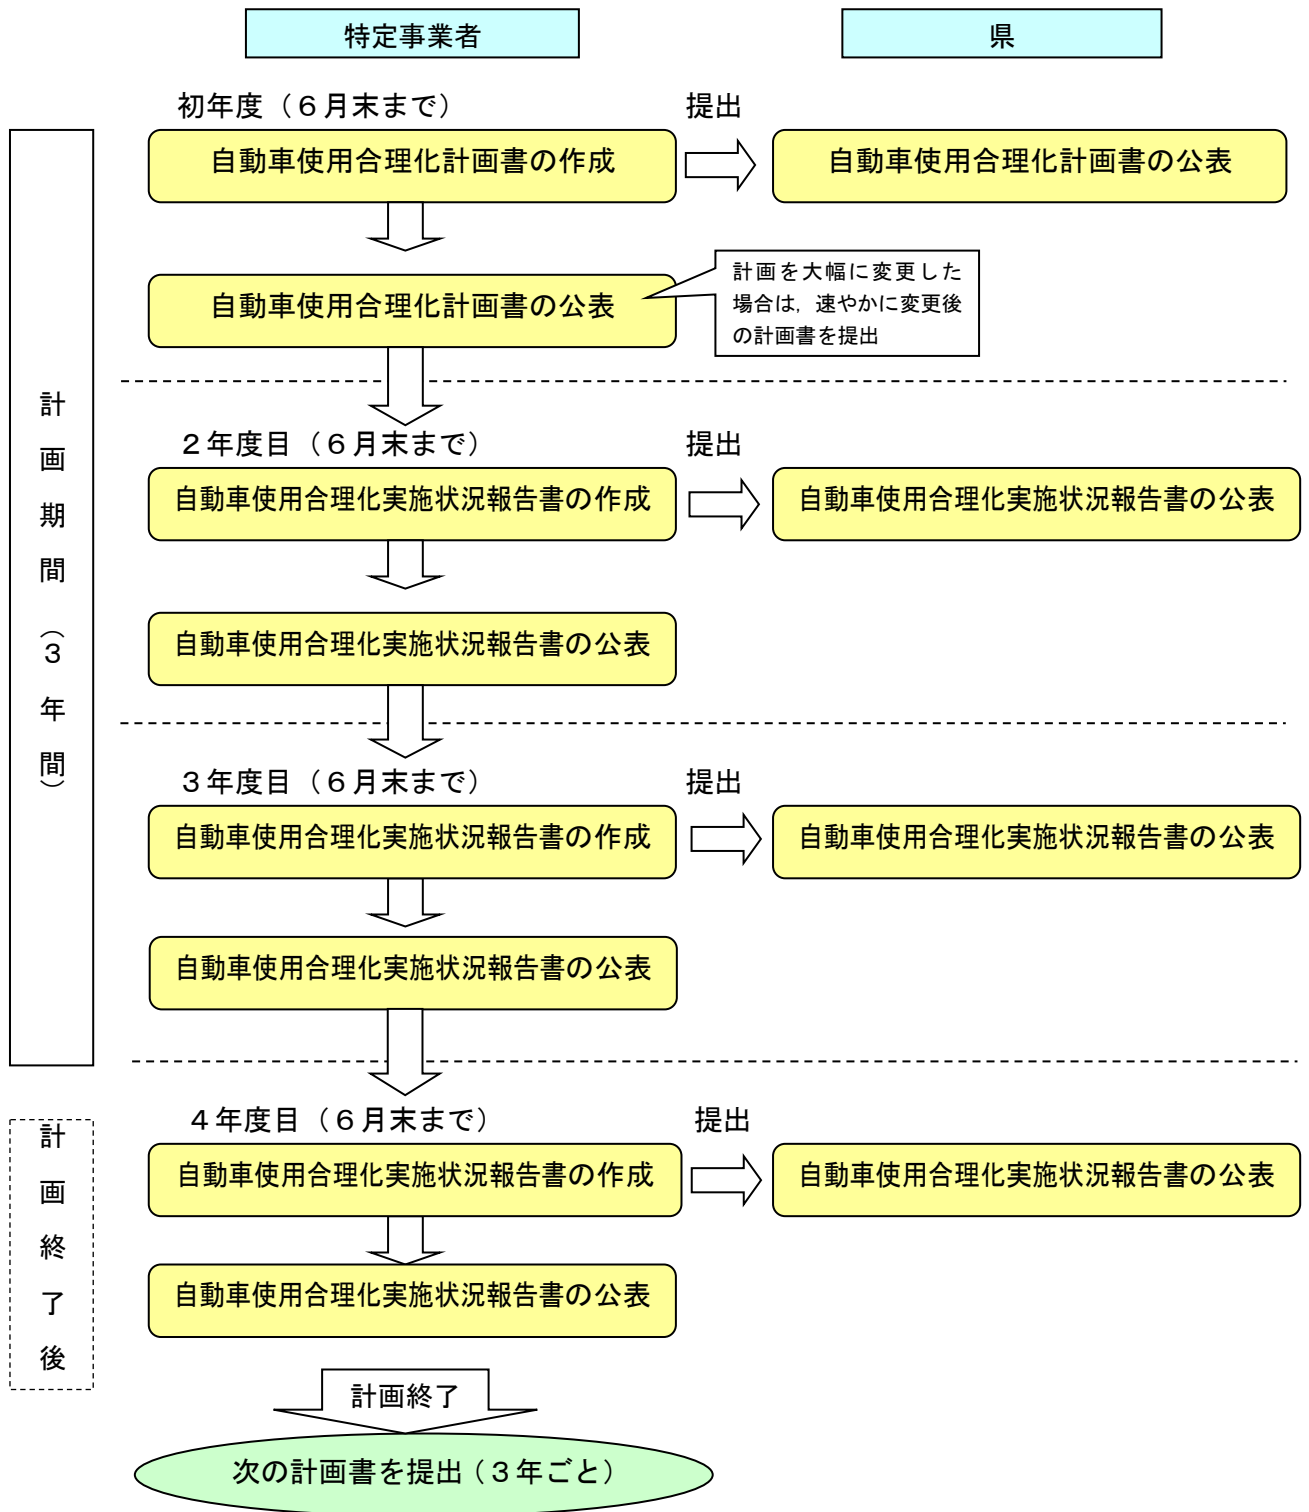 特定事業者
県
初年度（６月末まで）
提出
自動車使用合理化計画書の作成
自動車使用合理化計画書の公表
自動車使用合理化計画書の公表
計画を大幅に変更した
場合は，速やかに変更後
の計画書を提出
計画期間（３年間）
２年度目（６月末まで）
提出
自動車使用合理化実施状況報告書の作成
自動車使用合理化実施状況報告書の公表
自動車使用合理化実施状況報告書の公表
３年度目（６月末まで）
提出
自動車使用合理化実施状況報告書の作成
自動車使用合理化実施状況報告書の公表
自動車使用合理化実施状況報告書の公表
計画終了後
４年度目（６月末まで）
提出
自動車使用合理化実施状況報告書の作成
自動車使用合理化実施状況報告書の公表
自動車使用合理化実施状況報告書の公表
計画終了
次の計画書を提出（３年ごと）